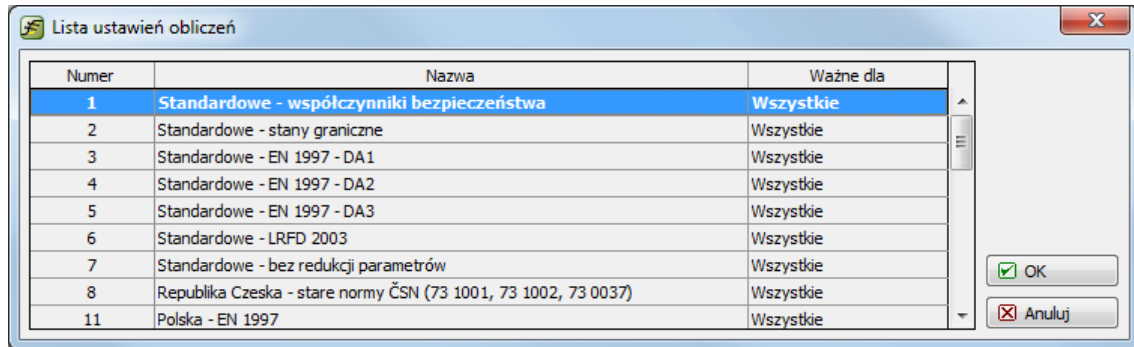 Lista ustawień obliczeń
Numer Nazwa Ważne dla
1 Standardowe - współczynniki bezpieczeństwa Wszystkie
2 Standardowe - stany graniczne Wszystkie
3 Standardowe - EN 1997 - DA1 Wszystkie
4 Standardowe - EN 1997 - DA2 Wszystkie
5 Standardowe - EN 1997 - DA3 Wszystkie
6 Standardowe - LRFD 2003 Wszystkie
7 Standardowe - bez redukcji parametrów Wszystkie
8 Republika Czeska - stare normy ČSN (73 1001, 73 1002, 73 0037) Wszystkie
11 Polska - EN 1997 Wszystkie
OK
Anuluj